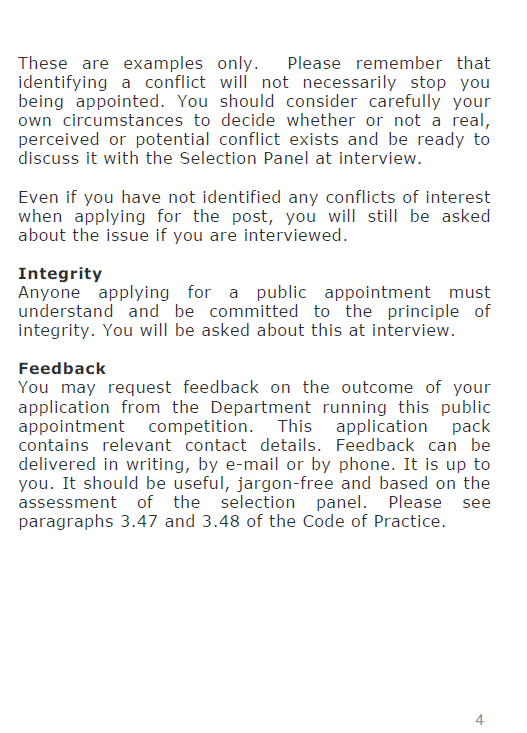 These are examples only. Please remember that
identifying a conflict will not necessarily stop you
being appointed. You should consider carefully your
own circumstances to decide whether or not a real,
perceived or potential conflict exists and be ready to
discuss it with the Selection Panel at interview.
Even if you have not identified any conflicts of interest
when applying for the post, you will still be asked
about the issue if you are interviewed.
Integrity
Anyone applying for a public appointment must
understand and be committed to the principle of
integrity. You will be asked about this at interview.
Feedback
You may request feedback on the outcome of your
application from the Department running this public
appointment competition. This application pack
contains relevant contact details. Feedback can be
delivered in writing, by e-mail or by phone. It is up to
you. It should be useful, jargon-free and based on the
assessment of the selection panel. Please see
paragraphs 3.47 and 3.48 of the Code of Practice.
4